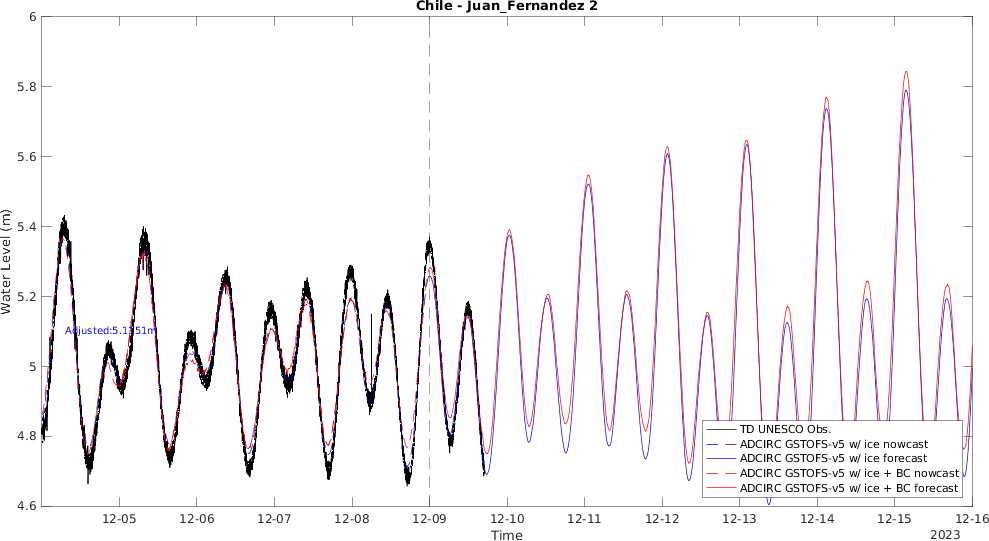 Chile - Juan_Fernandez 2
Water Level (m)
6
5.8
5.6
5.4
5.2
5
4.8
4.6
TD UNESCO Obs.
ADCIRC GSTOFS-v5 w/ ice nowcast
ADCIRC GSTOFS-v5 w/ ice forecast
ADCIRC GSTOFS-v5 w/ ice + BC nowcast
ADCIRC GSTOFS-v5 w/ ice + BC forecast
12-05 12-06 12-07 12-08 12-09 12-10 12-11 12-12 12-13 12-14 12-15 12-16
Time
2023